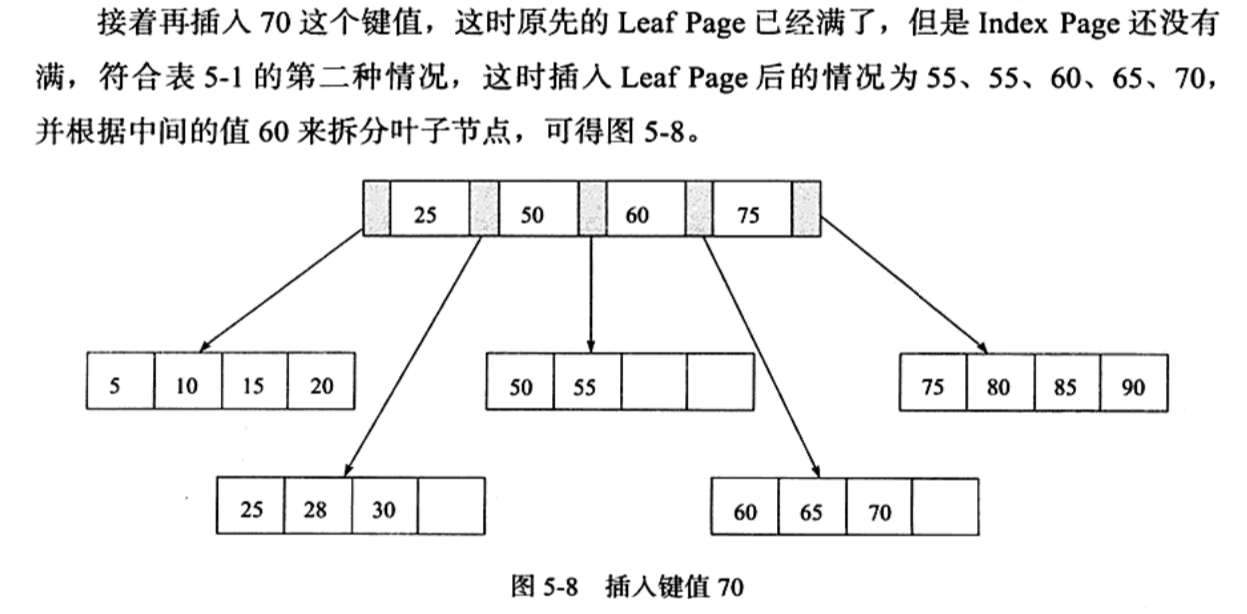 接着再插入 70 这个键值，这时原先的 Leaf Page 已经满了，但是 Index Page 还没有
满，符合表 5-1 的第二种情况，这时插入 Leaf Page 后的情况为 55、55、60、65、70，
并根据中间的值 60 来拆分叶子节点，可得图 5-8。
25 50 60 75
5 10 15 20
50 55
75 80 85 90
25 28 30
60 65 70
图 5-8 插入键值 70